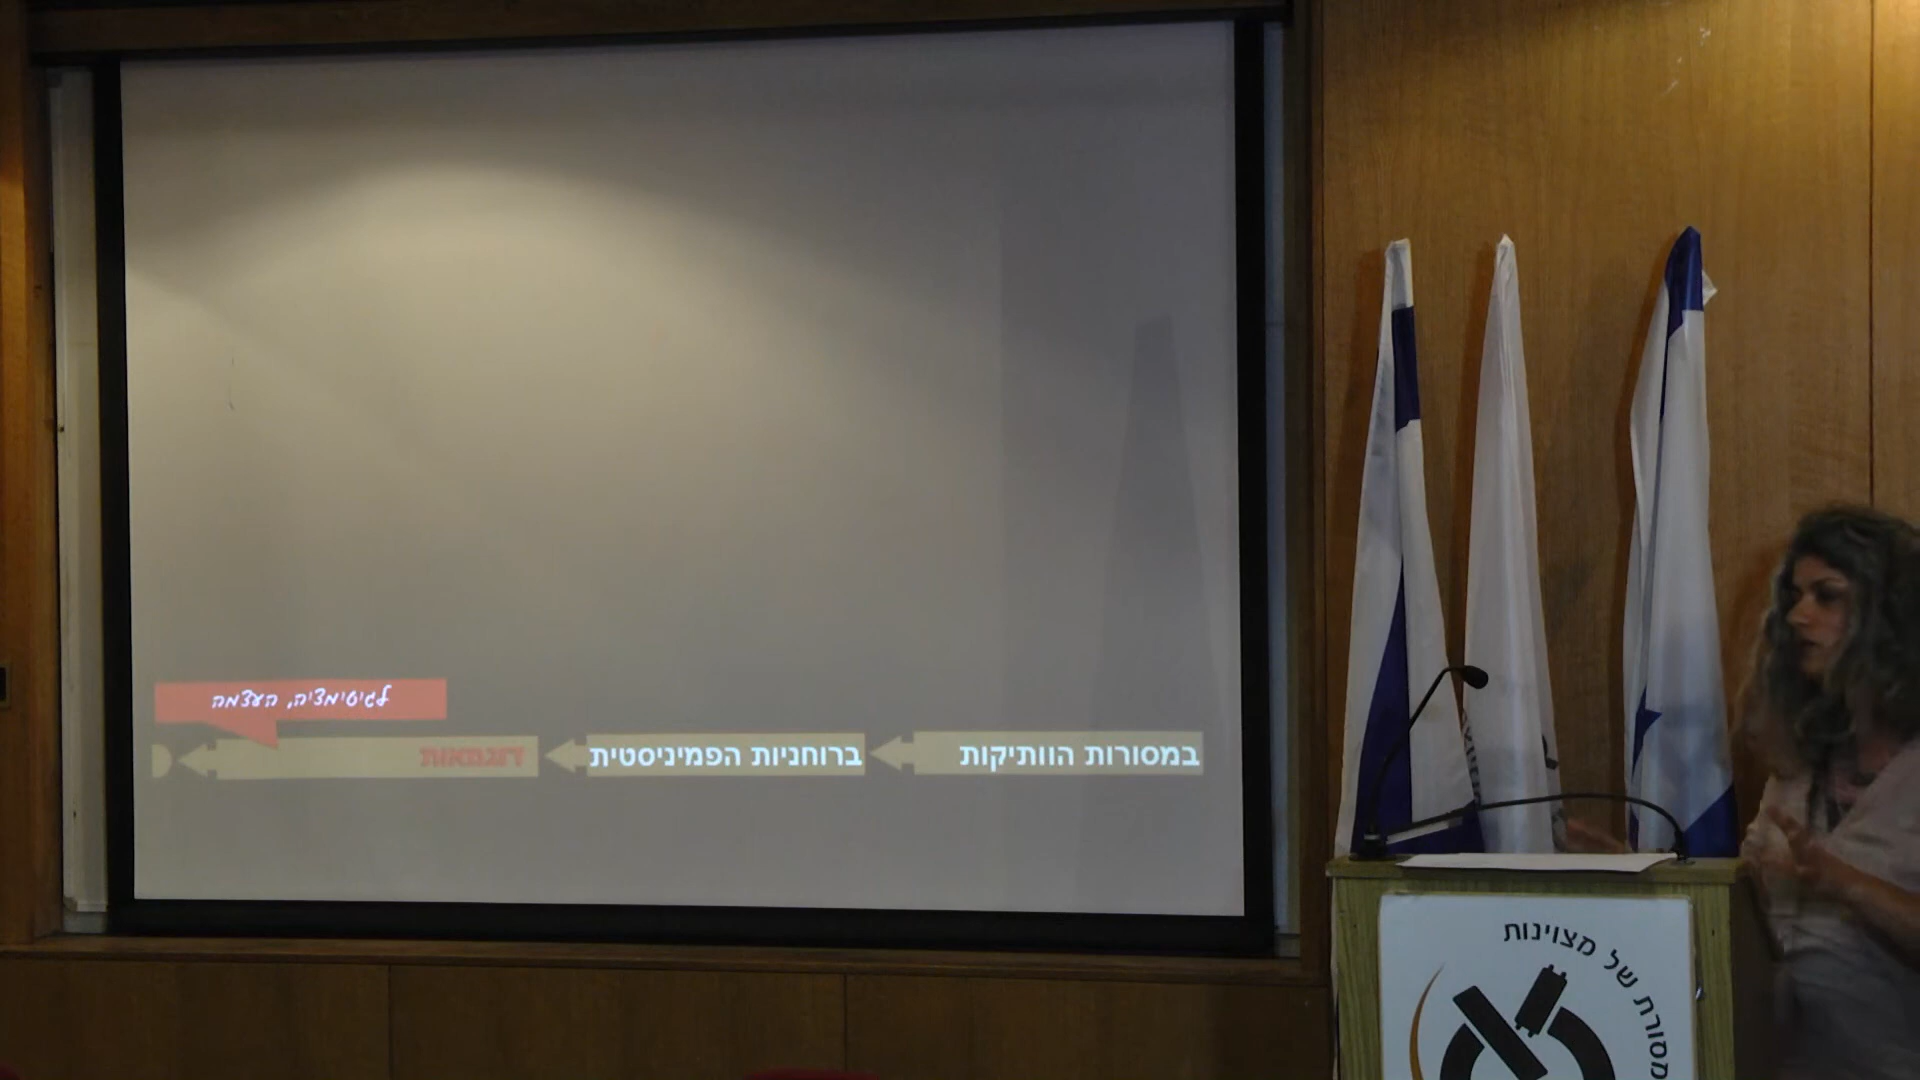 לגיטימציה, העצמה
במסורות הוותיקות
ברוחניות הפמיניסטית
דוגמאות
מסורת של מצוינות